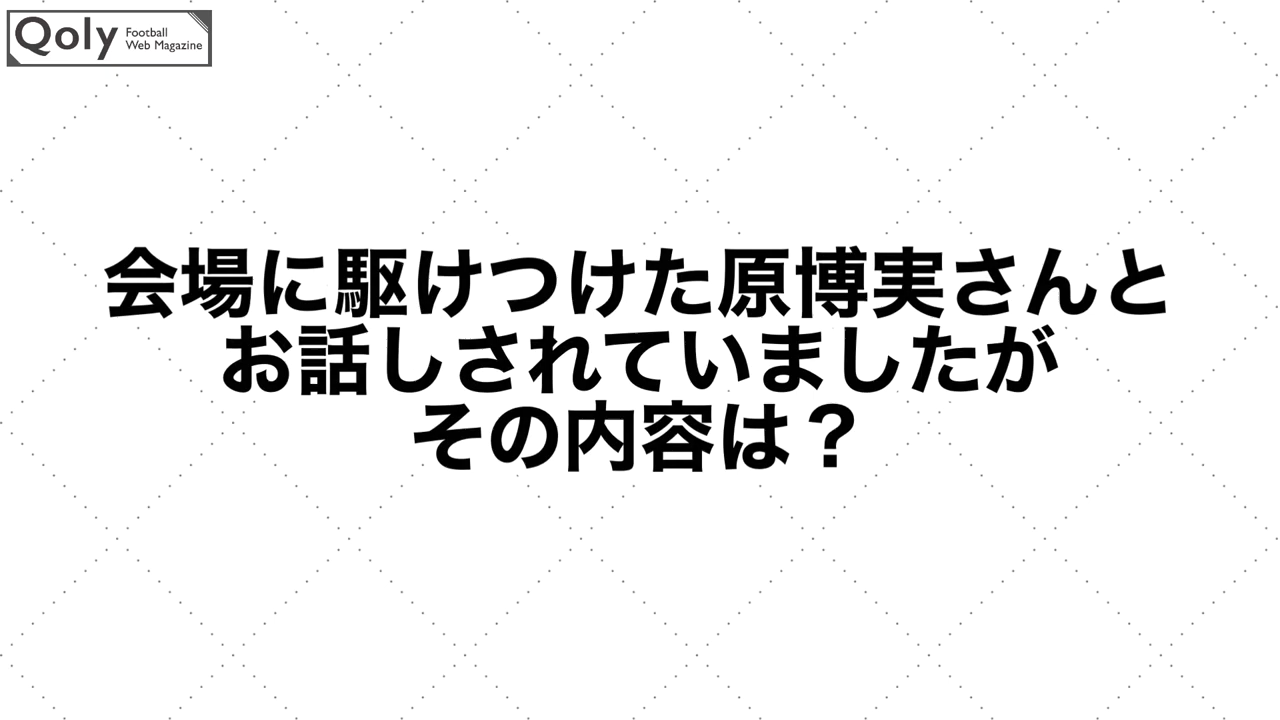 Qoly Football
Web Magazine
会場に駆けつけた原博実さんと
お話しされていましたが
その内容は？